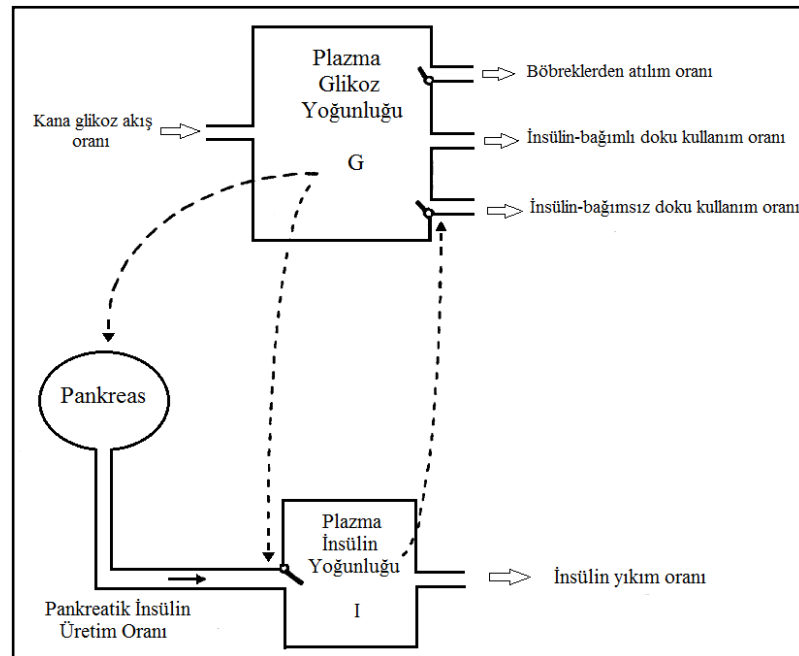 Plazma
Glikoz
Yoğunluğu
G
Kana glikoz akış
oranı
Böbreklerden atılım oranı
İnsülin-bağımlı doku kullanım oranı
İnsülin-bağımsız doku kullanım oranı
Pankreas
Plazma
İnsülin
Yoğunluğu
I
İnsülin yıkım oranı
Pankreatik İnsülin
Üretim Oranı